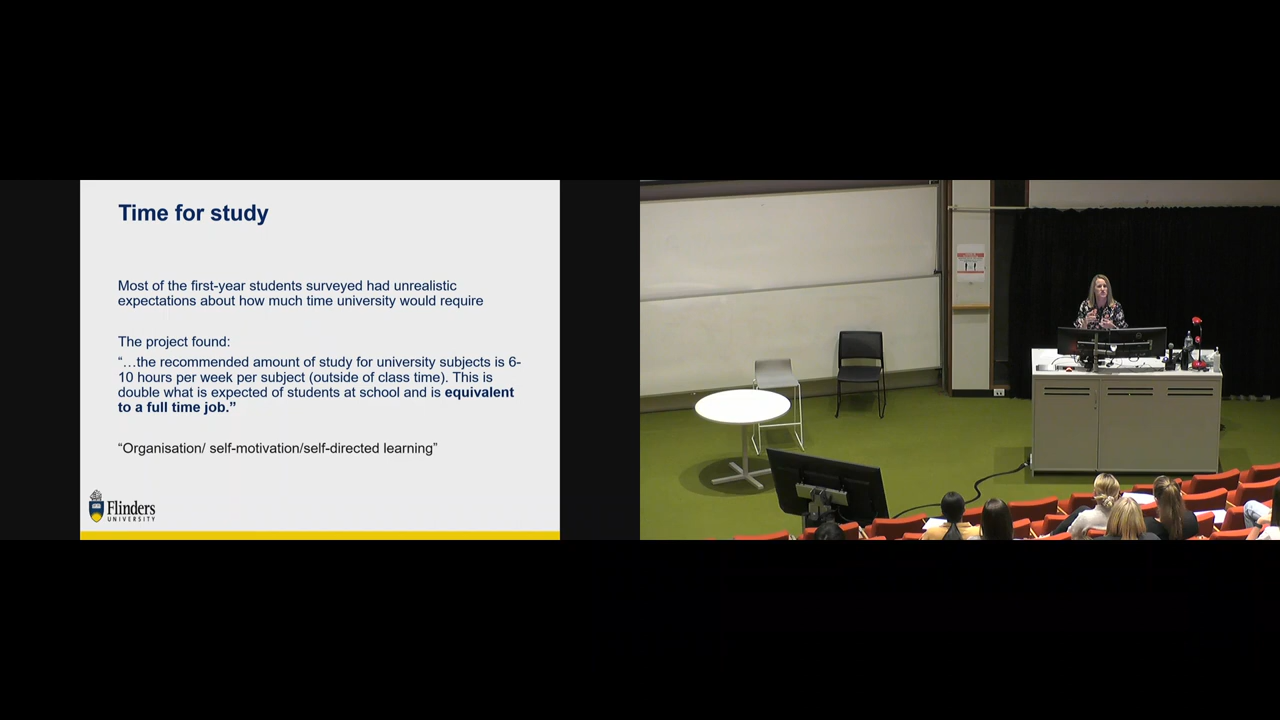 Time for study
Most of the first-year students surveyed had unrealistic
expectations about how much time university would require
The project found:
“…the recommended amount of study for university subjects is 6-
10 hours per week per subject (outside of class time). This is
double what is expected of students at school and is equivalent
to a full time job.”
“Organisation/ self-motivation/self-directed learning”
Flinders
UNIVERSITY